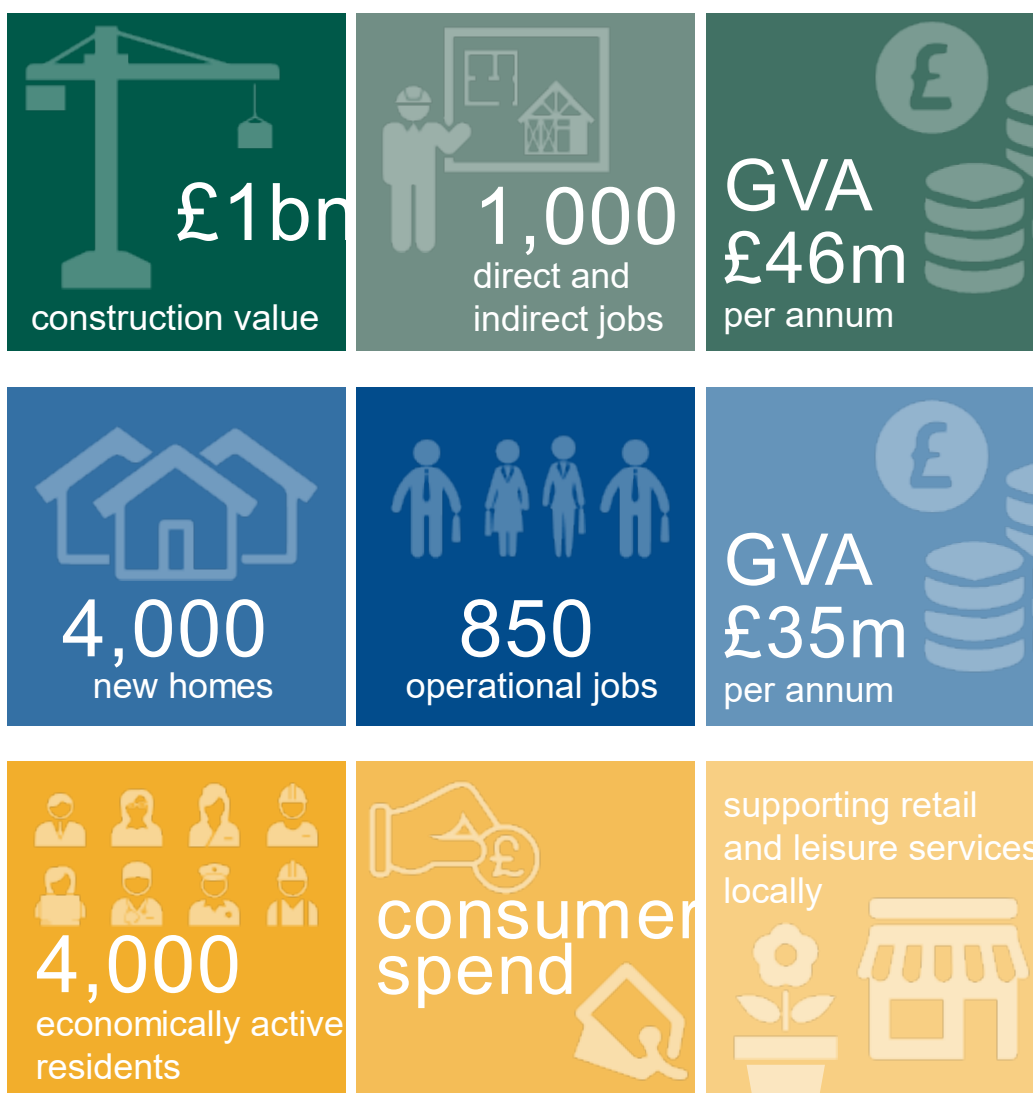 £1bn
construction value
1,000
direct and
indirect jobs
£
GVA
£46m
per annum
4,000
new homes
850
operational jobs
£
GVA
£35m
per annum
4,000
economically active
residents
£
consumer
spend
supporting retail
and leisure services
locally